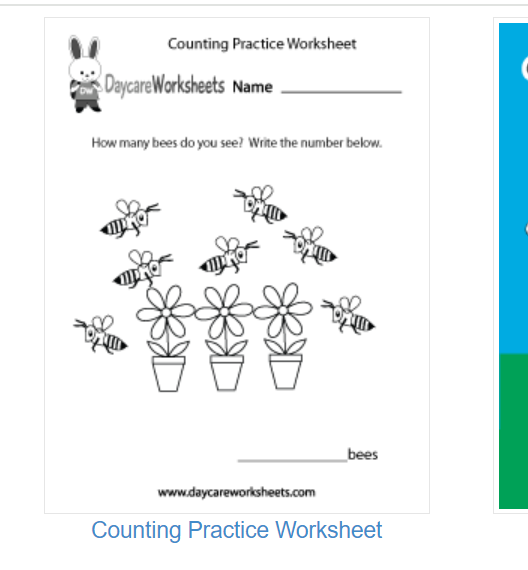 Counting Practice Worksheet
DW
DaycareWorksheets Name
How many bees do you see? Write the number below.
bees
www.daycareworksheets.com
Counting Practice Worksheet